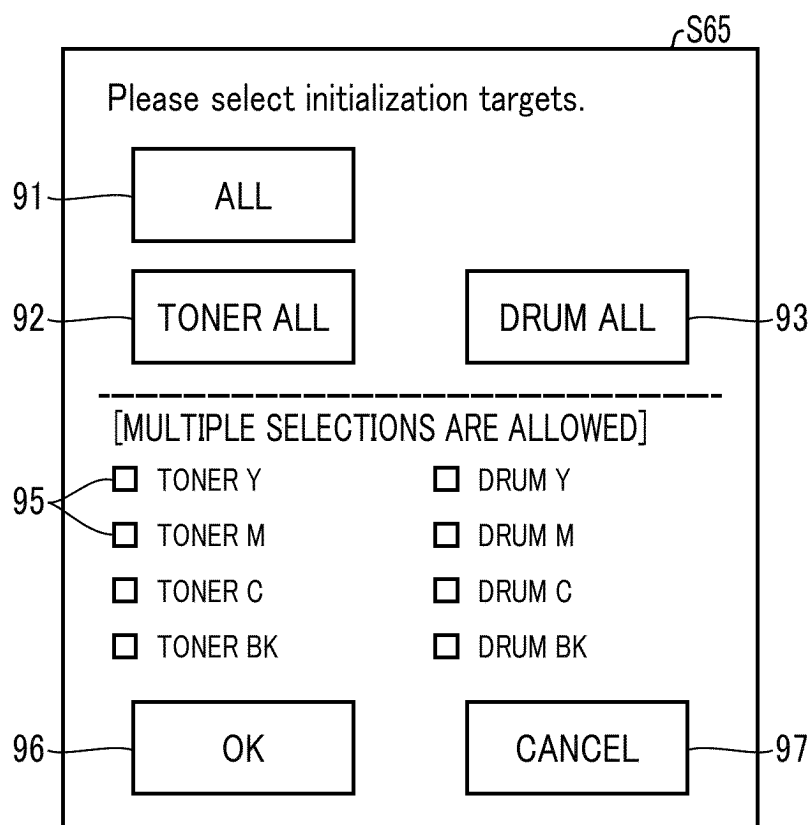 S65
Please select initialization targets.
91 ALL
92 TONER ALL DRUM ALL 93
[MULTIPLE SELECTIONS ARE ALLOWED]
95 TONER Y DRUM Y
TONER M DRUM M
TONER C DRUM C
TONER BK DRUM BK
96 OK CANCEL 97